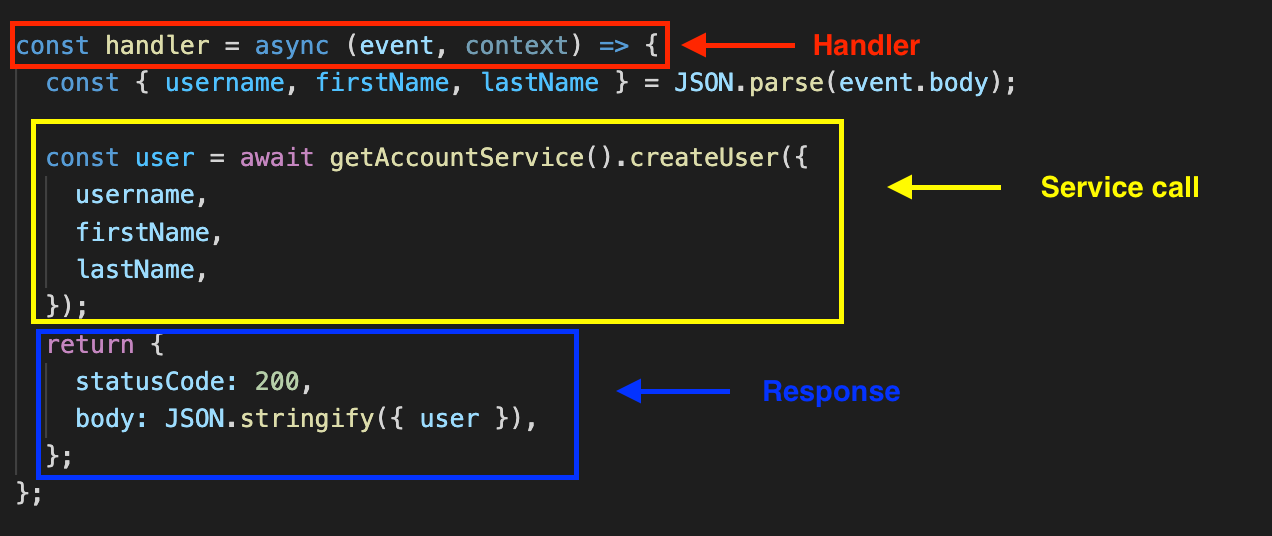 const handler = async (event, context) => { Handler
const { username, firstName, lastName } = JSON.parse(event.body);
const user = await getAccountService().createUser({
username, Service call
firstName,
lastName,
});
return {
statusCode: 200, Response
body: JSON.stringify({ user }),
};
};